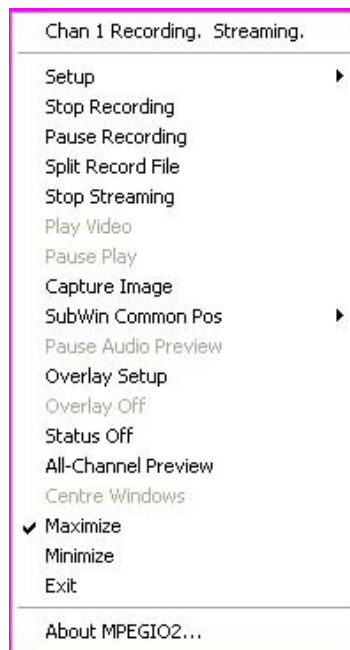 Chan 1 Recording. Streaming.
Setup
Stop Recording
Pause Recording
Split Record File
Stop Streaming
Play Video
Pause Play
Capture Image
SubWin Common Pos
Pause Audio Preview
Overlay Setup
Overlay Off
Status Off
All-Channel Preview
Centre Windows
Maximize
Minimize
Exit
About MPEGIO2...